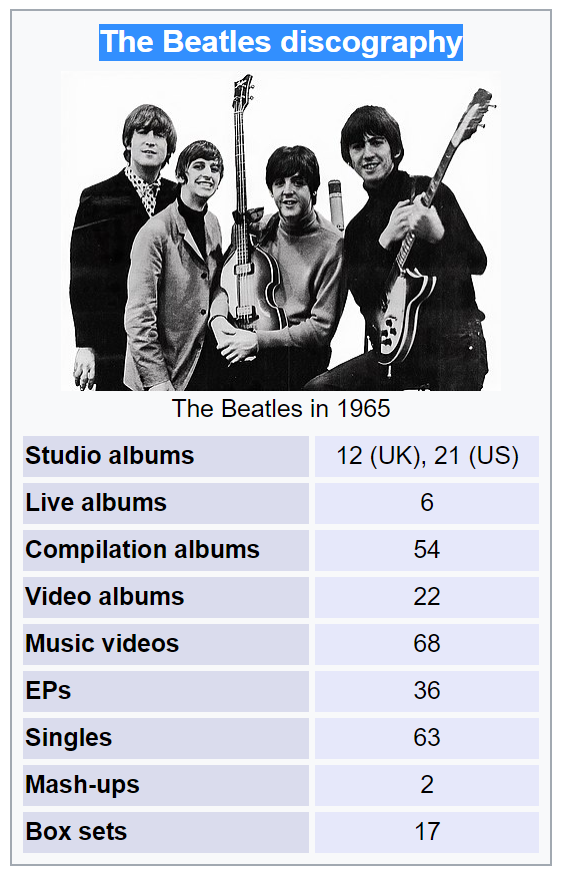 The Beatles discography
The Beatles in 1965
Studio albums 12 (UK), 21 (US)
Live albums 6
Compilation albums 54
Video albums 22
Music videos 68
EPs 36
Singles 63
Mash-ups 2
Box sets 17